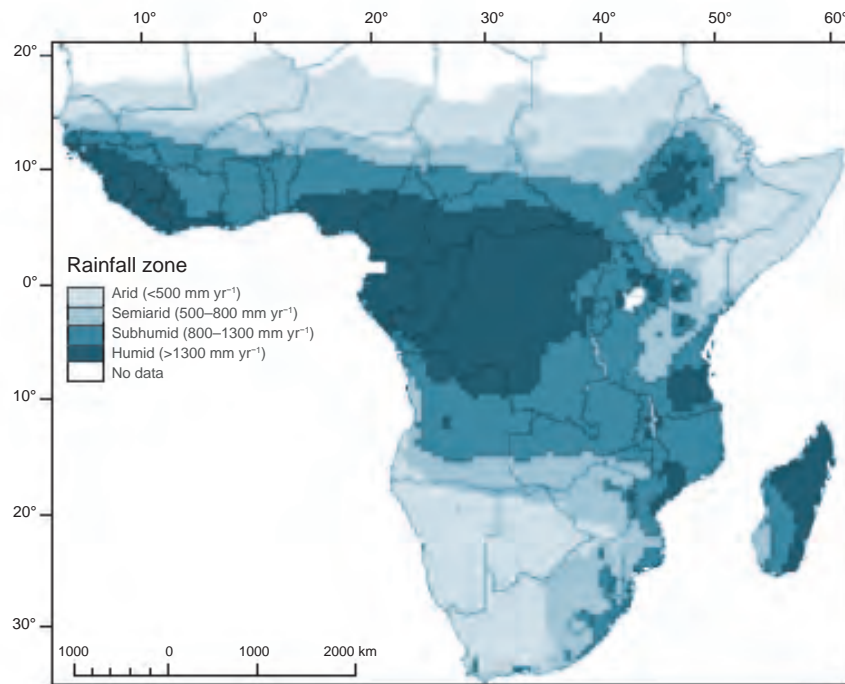 10° 0° 20° 30° 40° 50° 60°
20°
10°
0°
10°
20°
30°
Rainfall zone
Arid (<500 mm yr⁻¹)
Semiarid (500–800 mm yr⁻¹)
Subhumid (800–1300 mm yr⁻¹)
Humid (>1300 mm yr⁻¹)
No data
1000 0 1000 2000 km